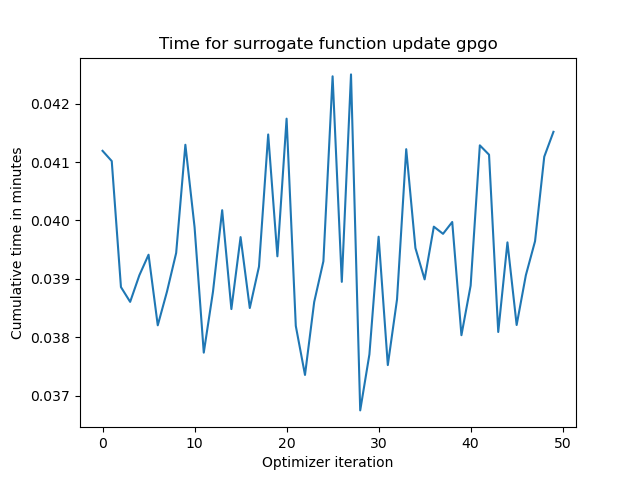 Time for surrogate function update gpgo
0.042
0.041
0.040
0.039
0.038
0.037
Cumulative time in minutes
0 10 20 30 40 50
Optimizer iteration